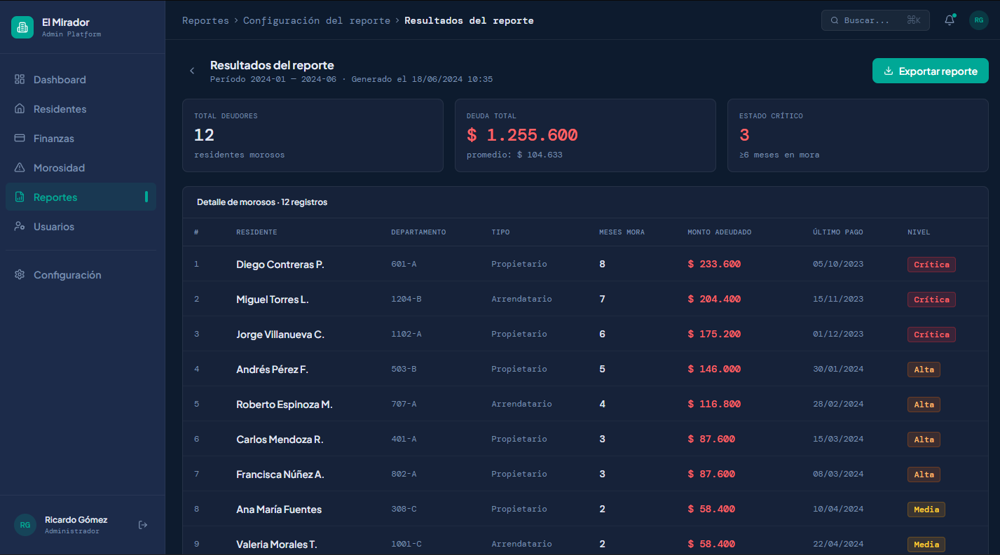 El Mirador
Admin Platform
Dashboard
Residentes
Finanzas
Morosidad
Reportes
Usuarios
Configuración
RG
Ricardo Gómez
Administrador
Reportes > Configuración del reporte > Resultados del reporte
Buscar... ⌘K
RG
Resultados del reporte
Período 2024-01 — 2024-06 · Generado el 18/06/2024 10:35
Exportar reporte
TOTAL DEUDORES
12
residentes morosos
DEUDA TOTAL
$ 1.255.600
promedio: $ 104.633
ESTADO CRÍTICO
3
≥6 meses en mora
Detalle de morosos · 12 registros
# RESIDENTE DEPARTAMENTO TIPO MESES MORA MONTO ADEUDADO ÚLTIMO PAGO NIVEL
1 Diego Contreras P. 601-A Propietario 8 $ 233.600 05/10/2023 Crítica
2 Miguel Torres L. 1204-B Arrendatario 7 $ 204.400 15/11/2023 Crítica
3 Jorge Villanueva C. 1102-A Propietario 6 $ 175.200 01/12/2023 Crítica
4 Andrés Pérez F. 503-B Propietario 5 $ 146.000 30/01/2024 Alta
5 Roberto Espinoza M. 707-A Arrendatario 4 $ 116.800 28/02/2024 Alta
6 Carlos Mendoza R. 401-A Propietario 3 $ 87.600 15/03/2024 Alta
7 Francisca Núñez A. 802-A Propietario 3 $ 87.600 08/03/2024 Alta
8 Ana María Fuentes 308-C Propietario 2 $ 58.400 10/04/2024 Media
9 Valeria Morales T. 1001-C Arrendatario 2 $ 58.400 22/04/2024 Media